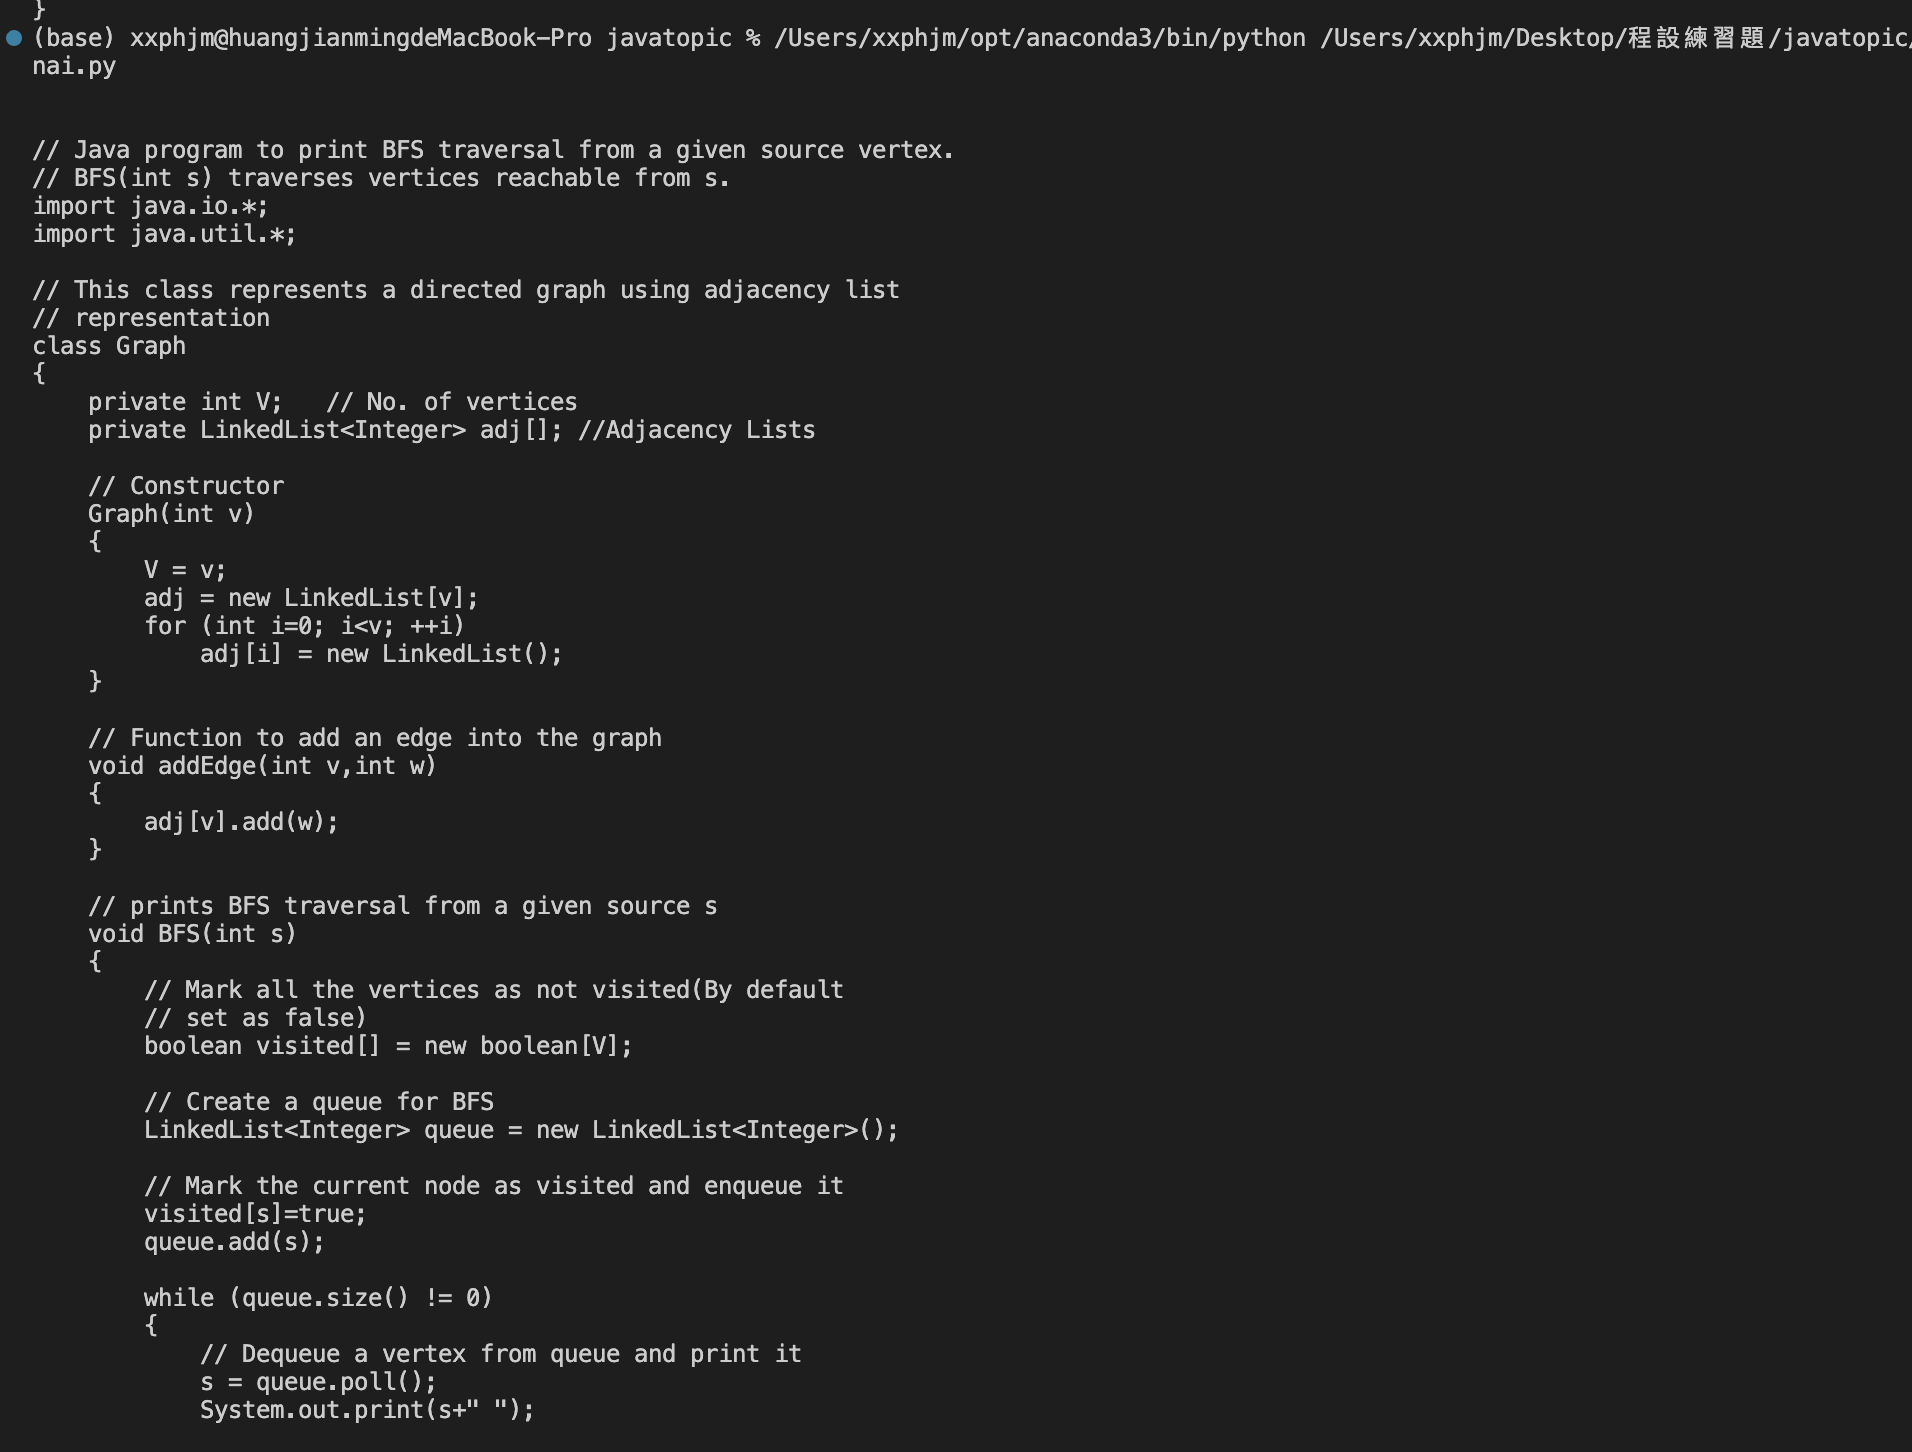 }
(base) xxphjm@huangjianmingdeMacBook-Pro javatopic % /Users/xxphjm/opt/anaconda3/bin/python /Users/xxphjm/Desktop/程設練習題/javatopic/
nai.py
// Java program to print BFS traversal from a given source vertex.
// BFS(int s) traverses vertices reachable from s.
import java.io.*;
import java.util.*;
// This class represents a directed graph using adjacency list
// representation
class Graph
{
    private int V;   // No. of vertices
    private LinkedList<Integer> adj[]; //Adjacency Lists
    // Constructor
    Graph(int v)
    {
        V = v;
        adj = new LinkedList[v];
        for (int i=0; i<v; ++i)
            adj[i] = new LinkedList();
    }
    // Function to add an edge into the graph
    void addEdge(int v,int w)
    {
        adj[v].add(w);
    }
    // prints BFS traversal from a given source s
    void BFS(int s)
    {
        // Mark all the vertices as not visited(By default
        // set as false)
        boolean visited[] = new boolean[V];
        // Create a queue for BFS
        LinkedList<Integer> queue = new LinkedList<Integer>();
        // Mark the current node as visited and enqueue it
        visited[s]=true;
        queue.add(s);
        while (queue.size() != 0)
        {
            // Dequeue a vertex from queue and print it
            s = queue.poll();
            System.out.print(s+" ");